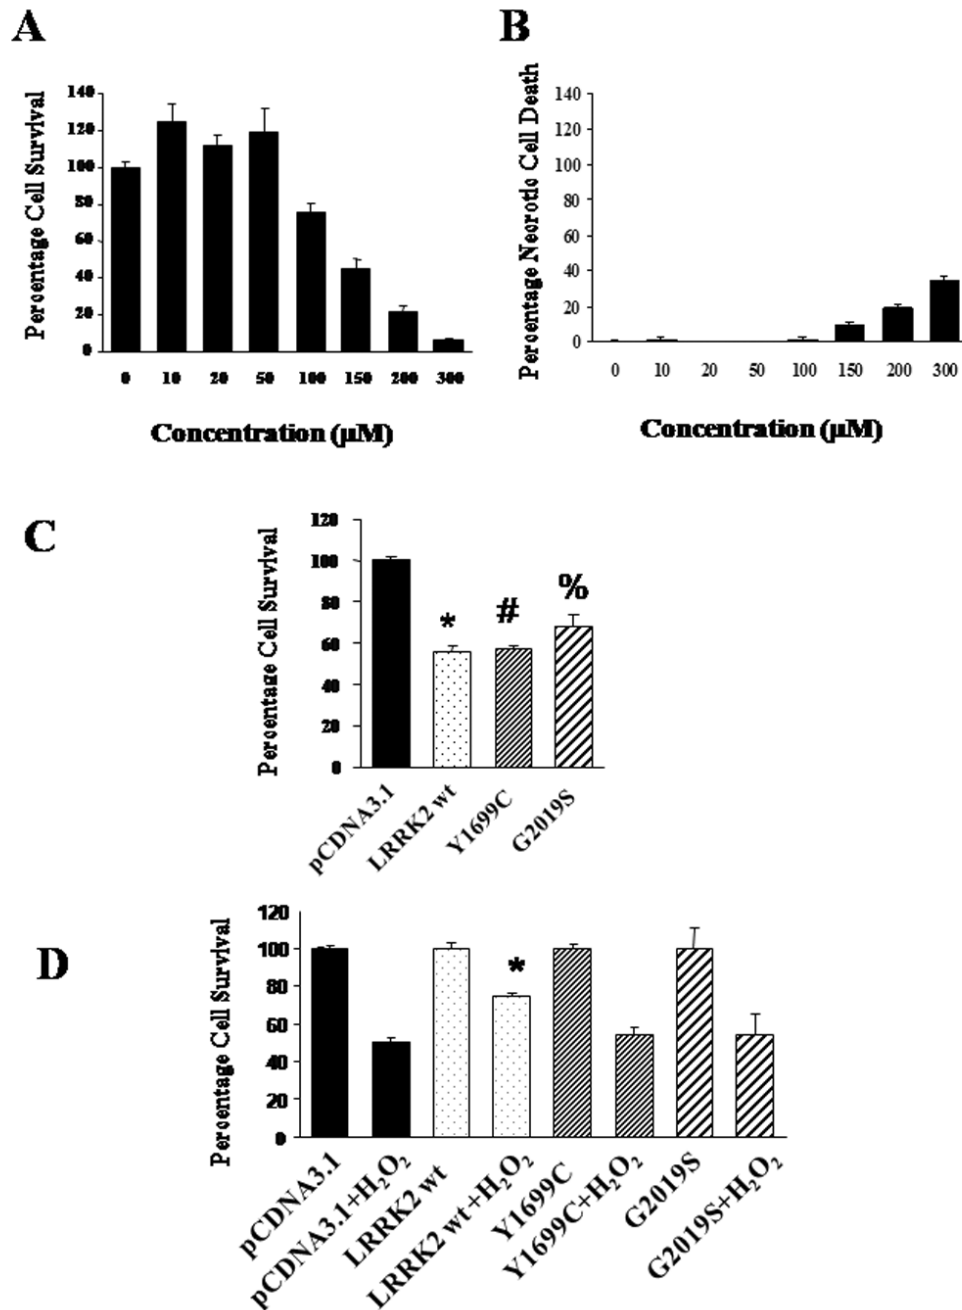 A
Percentage Cell Survival
140
120
100
80
60
40
20
0
0 10 20 50 100 150 200 300
Concentration (µM)
B
Percentage Necrotic Cell Death
140
120
100
80
60
40
20
0
0 10 20 50 100 150 200 300
Concentration (µM)
C
Percentage Cell Survival
120
100
80
60
40
20
0
* # %
pCDNA3.1
LRRK2 wt
Y1699C
G2019S
D
Percentage Cell Survival
120
100
80
60
40
20
0
*
pCDNA3.1
pCDNA3.1+H₂O₂
LRRK2 wt
LRRK2 wt +H₂O₂
Y1699C
Y1699C+H₂O₂
G2019S
G2019S+H₂O₂